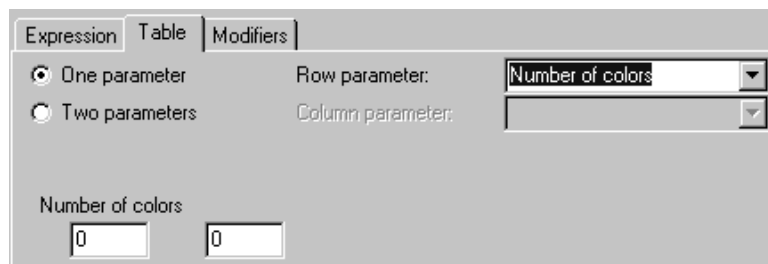 Expression Table Modifiers
One parameter Row parameter: Number of colors
Two parameters Column parameter:
Number of colors
0 0